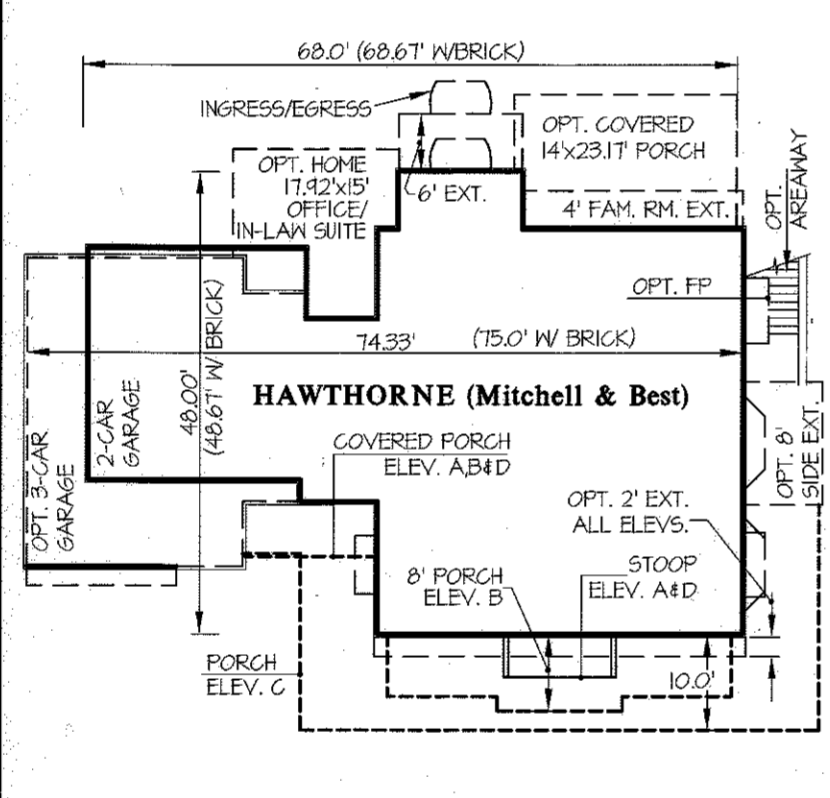 68.0' (68.67' W/BRICK)
INGRESS/EGRESS
OPT. COVERED
14'x23.17' PORCH
OPT. HOME
17.92'x15'
OFFICE/
IN-LAW SUITE
6' EXT.
4' FAM. RM. EXT.
OPT.
AREAWAY
OPT. FP
74.33' (75.0' W/ BRICK)
48.00'
(48.67' W/ BRICK)
HAWTHORNE (Mitchell & Best)
2-CAR
GARAGE
OPT. 3-CAR
GARAGE
COVERED PORCH
ELEV. A,B&D
OPT. 8'
SIDE EXT.
OPT. 2' EXT.
ALL ELEVS.
8' PORCH
ELEV. B
STOOP
ELEV. A&D
PORCH
ELEV. C
10.0'